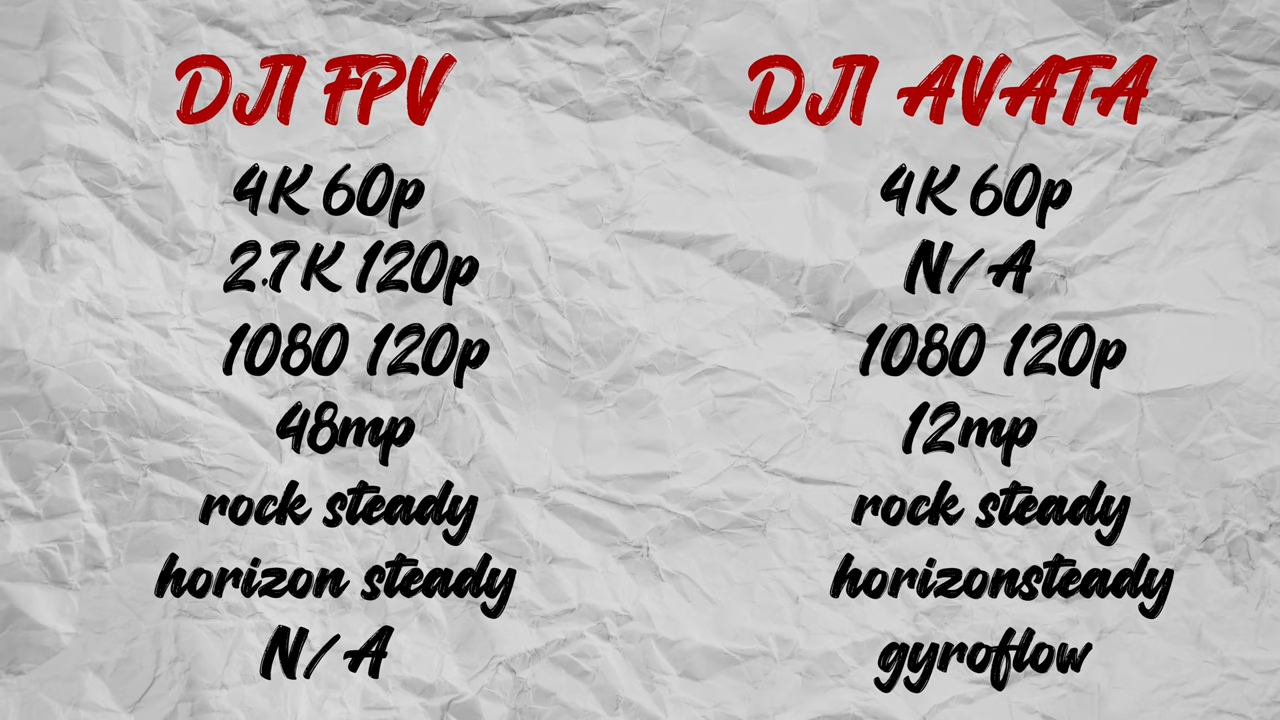 DJI FPV
4K 60p
2.7K 120p
1080 120p
48mp
rock steady
horizon steady
N/A
DJI AVATA
4K 60p
N/A
1080 120p
12mp
rock steady
horizonsteady
gyroflow